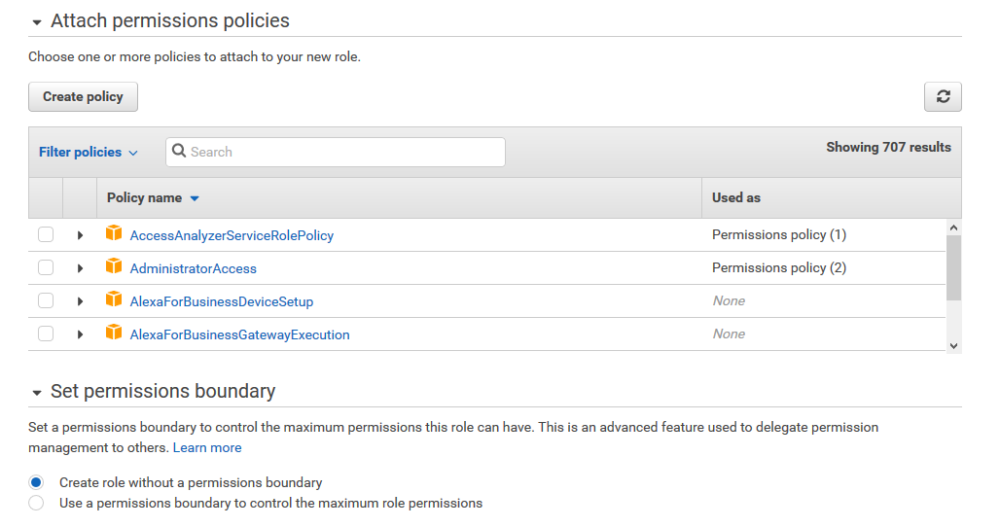 Attach permissions policies
Choose one or more policies to attach to your new role.
Create policy
Filter policies
Search
Showing 707 results
Policy name
Used as
AccessAnalyzerServiceRolePolicy
Permissions policy (1)
AdministratorAccess
Permissions policy (2)
AlexaForBusinessDeviceSetup
None
AlexaForBusinessGatewayExecution
None
Set permissions boundary
Set a permissions boundary to control the maximum permissions this role can have. This is an advanced feature used to delegate permission
management to others. Learn more
Create role without a permissions boundary
Use a permissions boundary to control the maximum role permissions